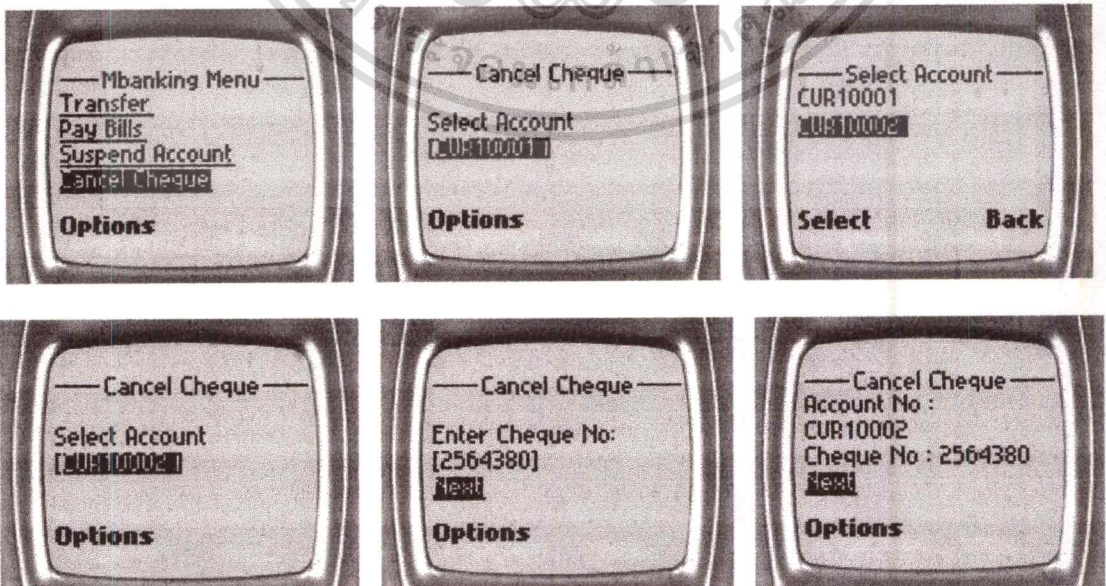 Mbanking Menu
Transfer
Pay Bills
Suspend Account
Cancel Cheque
Options
Cancel Cheque
Select Account
[CUR10001]
Options
Select Account
CUR10001
CUR10002
Select Back
Cancel Cheque
Select Account
[CUR10002]
Options
Cancel Cheque
Enter Cheque No:
[2564380]
Next
Options
Cancel Cheque
Account No :
CUR10002
Cheque No : 2564380
Next
Options